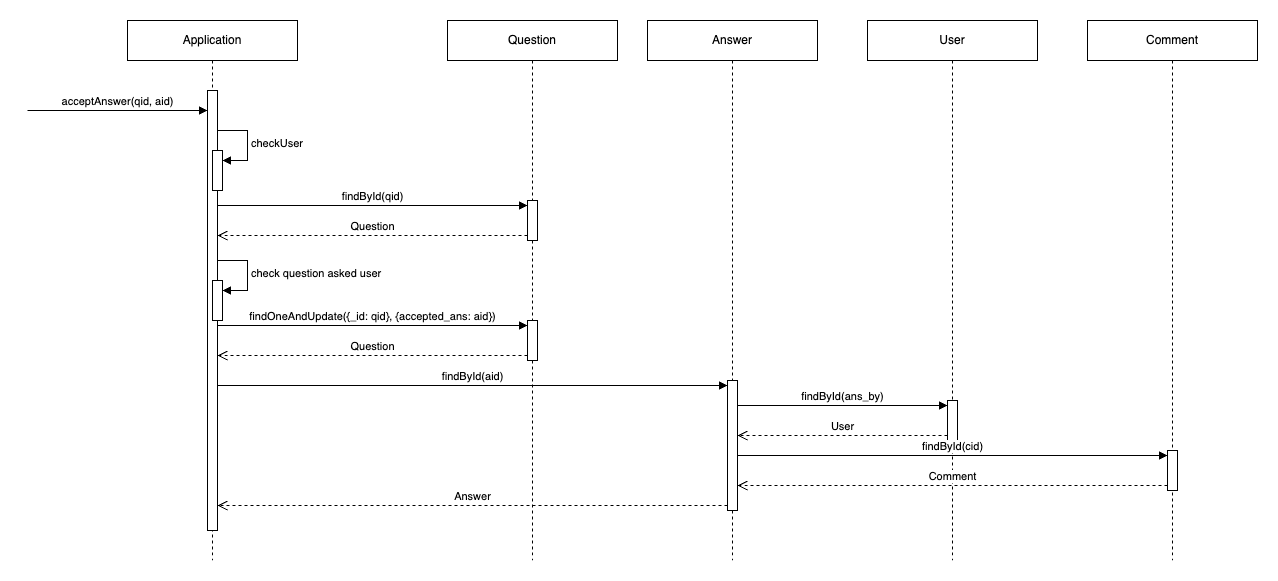 Application
Question
Answer
User
Comment
acceptAnswer(qid, aid)
checkUser
findById(qid)
Question
check question asked user
findOneAndUpdate({_id: qid}, {accepted_ans: aid})
Question
findById(aid)
findById(ans_by)
User
findById(cid)
Comment
Answer